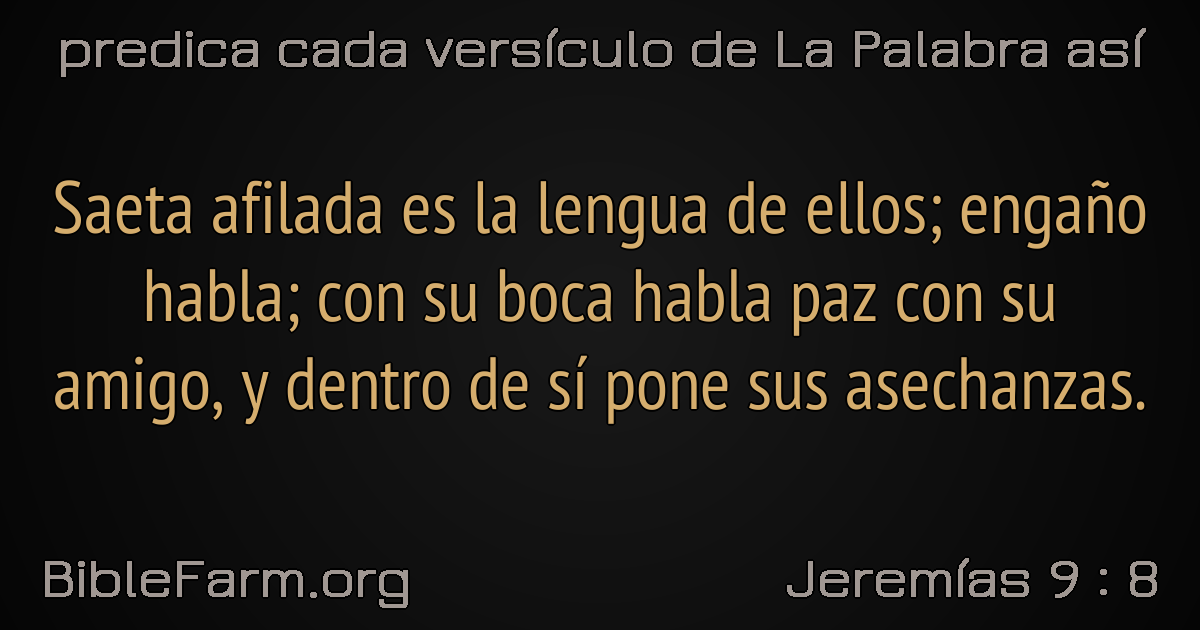 predica cada versículo de La Palabra así
Saeta afilada es la lengua de ellos; engaño
habla; con su boca habla paz con su
amigo, y dentro de sí pone sus asechanzas.
BibleFarm.org
Jeremías 9 : 8